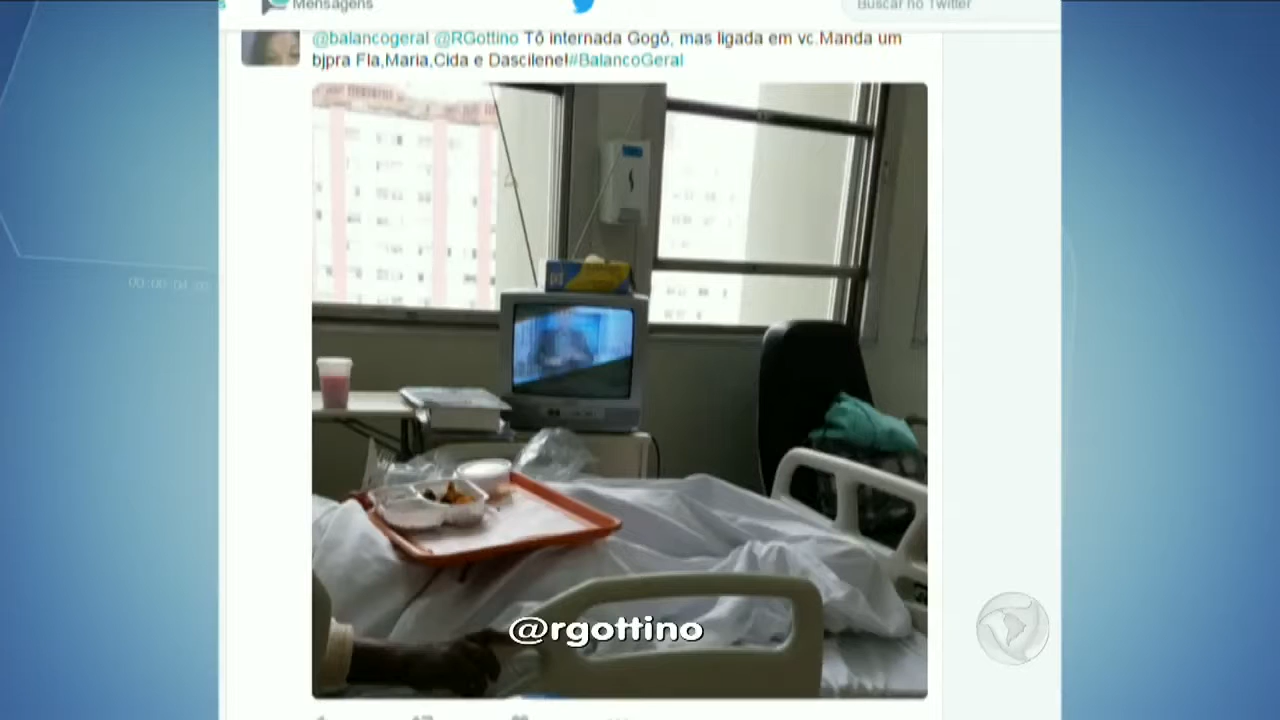 Mensagens
Buscar no Twitter
@balancogeral @RGottino Tô internada Gogô, mas ligada em vc.Manda um
bjpra Fla,Maria,Cida e Dascilene!#BalancoGeral
@rgottino